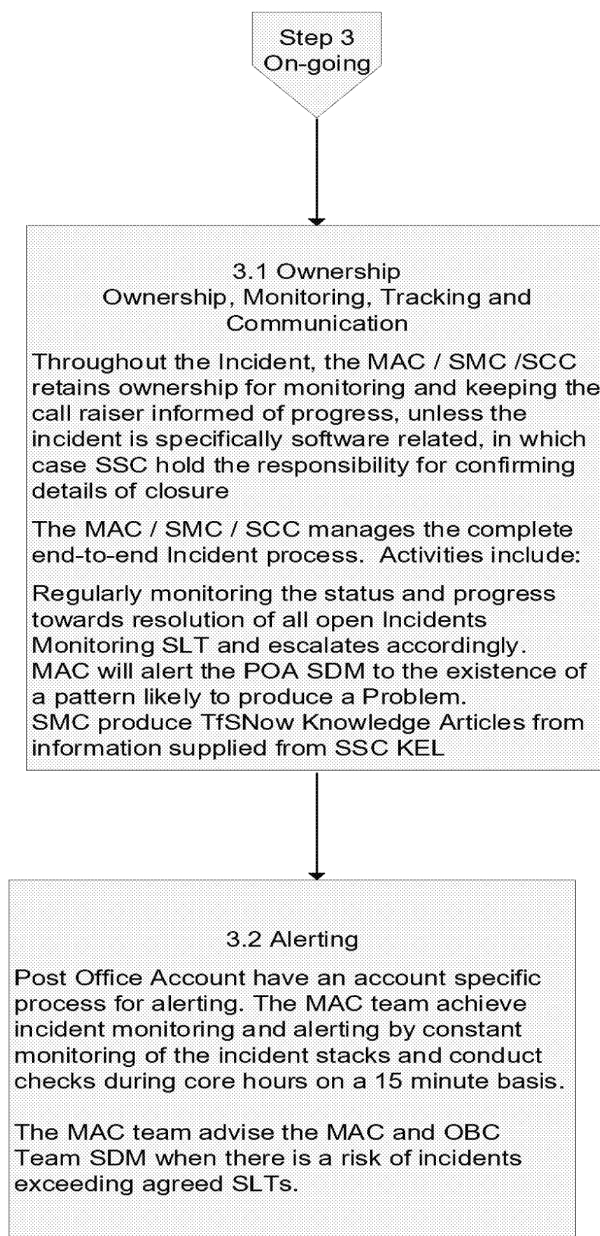 Step 3
On-going
3.1 Ownership
Ownership, Monitoring, Tracking and
Communication
Throughout the Incident, the MAC / SMC /SCC
retains ownership for monitoring and keeping the
call raiser informed of progress, unless the
incident is specifically software related, in which
case SSC hold the responsibility for confirming
details of closure
The MAC / SMC / SCC manages the complete
end-to-end Incident process.  Activities include:
Regularly monitoring the status and progress
towards resolution of all open Incidents
Monitoring SLT and escalates accordingly.
MAC will alert the POA SDM to the existence of
a pattern likely to produce a Problem.
SMC produce TfSNow Knowledge Articles from
information supplied from SSC KEL
3.2 Alerting
Post Office Account have an account specific
process for alerting. The MAC team achieve
incident monitoring and alerting by constant
monitoring of the incident stacks and conduct
checks during core hours on a 15 minute basis.
The MAC team advise the MAC and OBC
Team SDM when there is a risk of incidents
exceeding agreed SLTs.